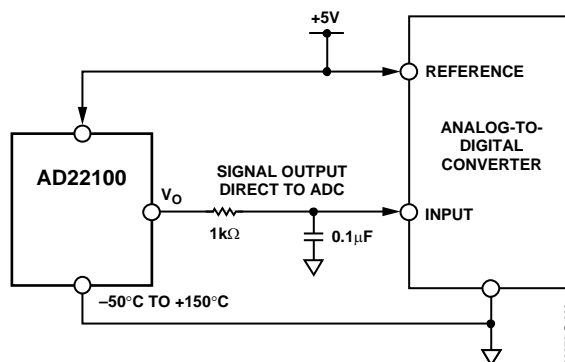 +5V
REFERENCE
ANALOG-TO-
DIGITAL
CONVERTER
AD22100
V_O
SIGNAL OUTPUT
DIRECT TO ADC
INPUT
1kΩ
0.1μF
–50°C TO +150°C